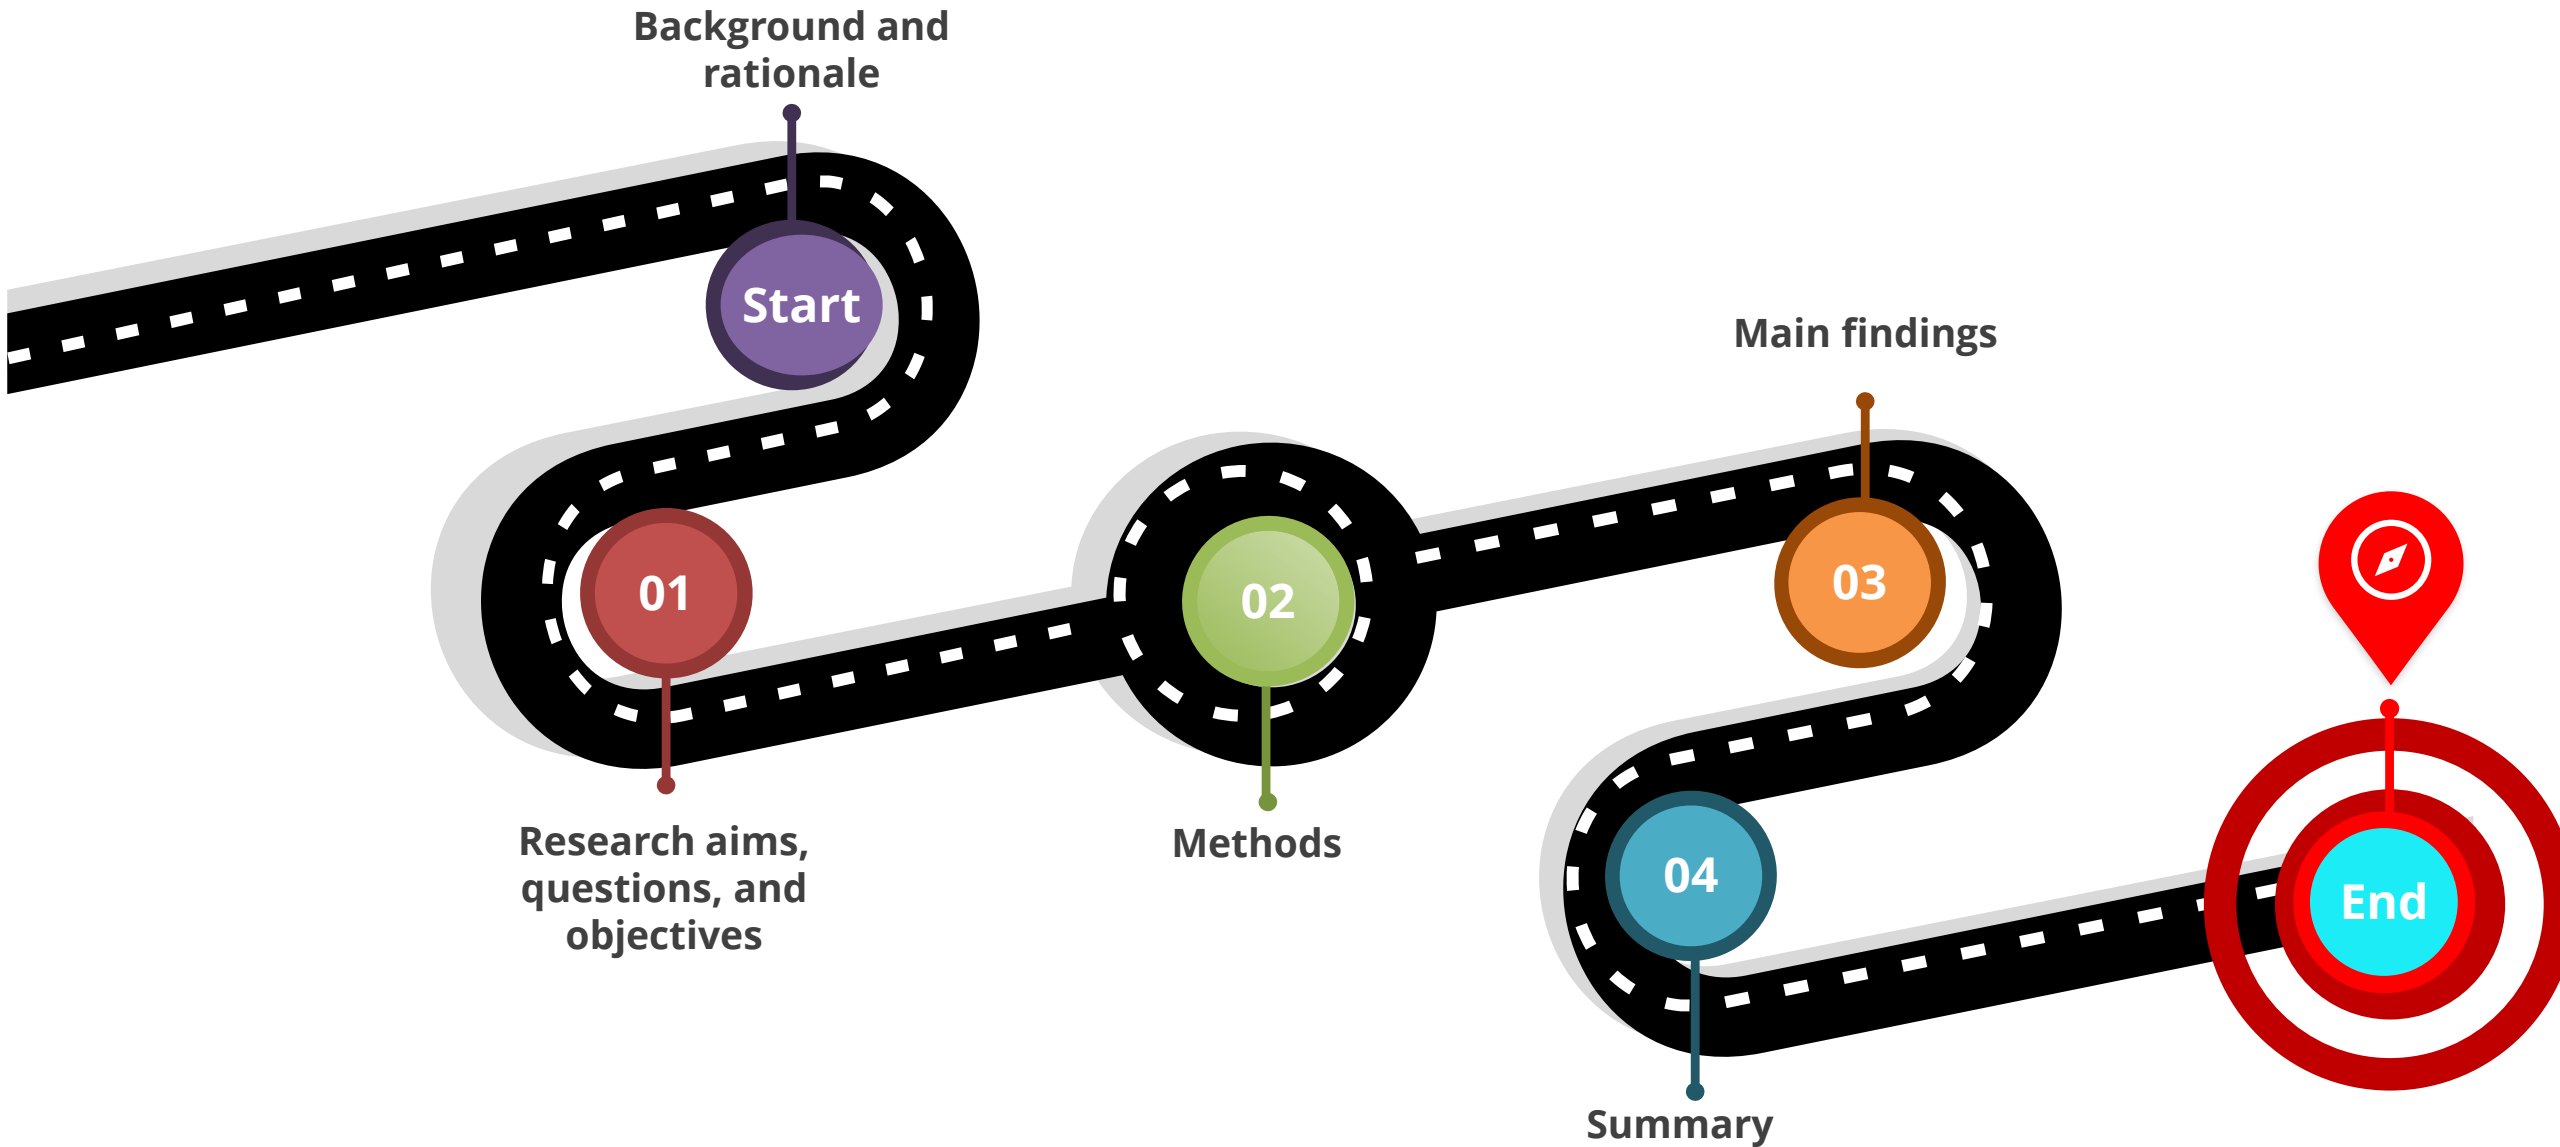 Background and
rationale
Start
01
Research aims,
questions, and
objectives
02
Methods
Main findings
03
04
Summary
End